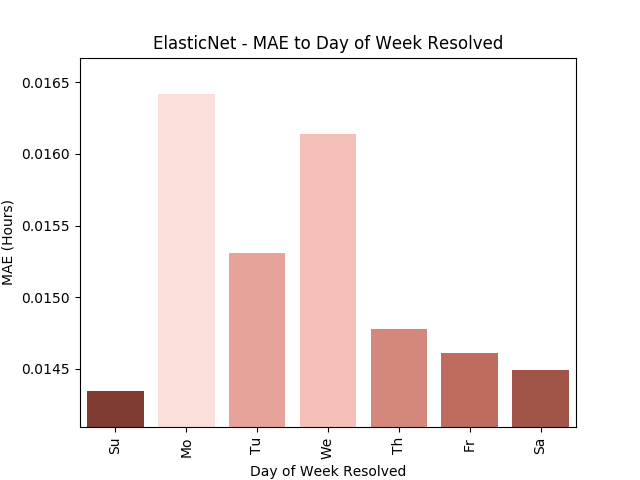 ElasticNet - MAE to Day of Week Resolved
0.0165
0.0160
0.0155
0.0150
0.0145
MAE (Hours)
Su Mo Tu We Th Fr Sa
Day of Week Resolved